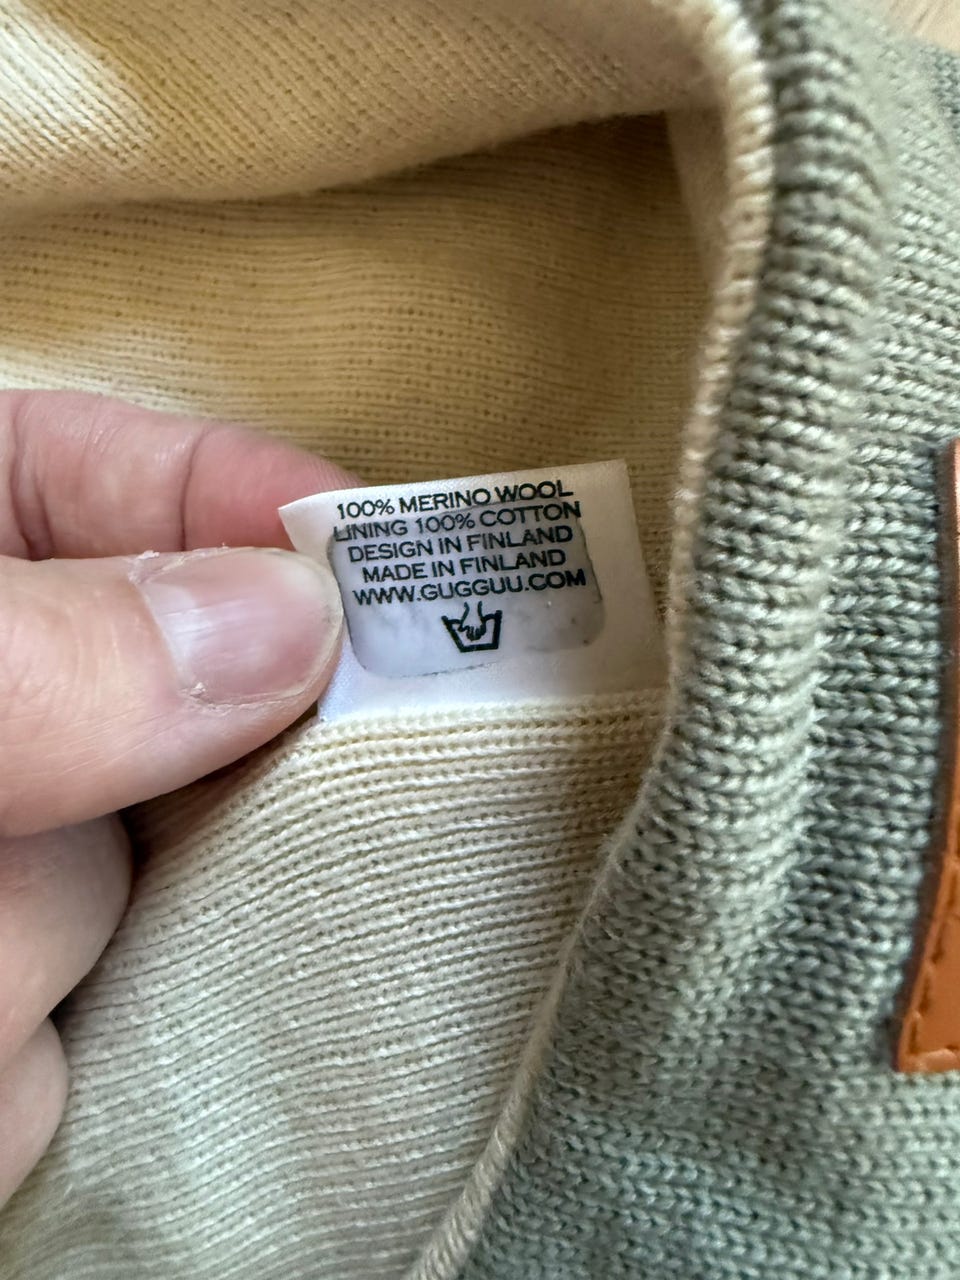 100% MERINO WOOL
LINING 100% COTTON
DESIGN IN FINLAND
MADE IN FINLAND
WWW.GUGGUU.COM